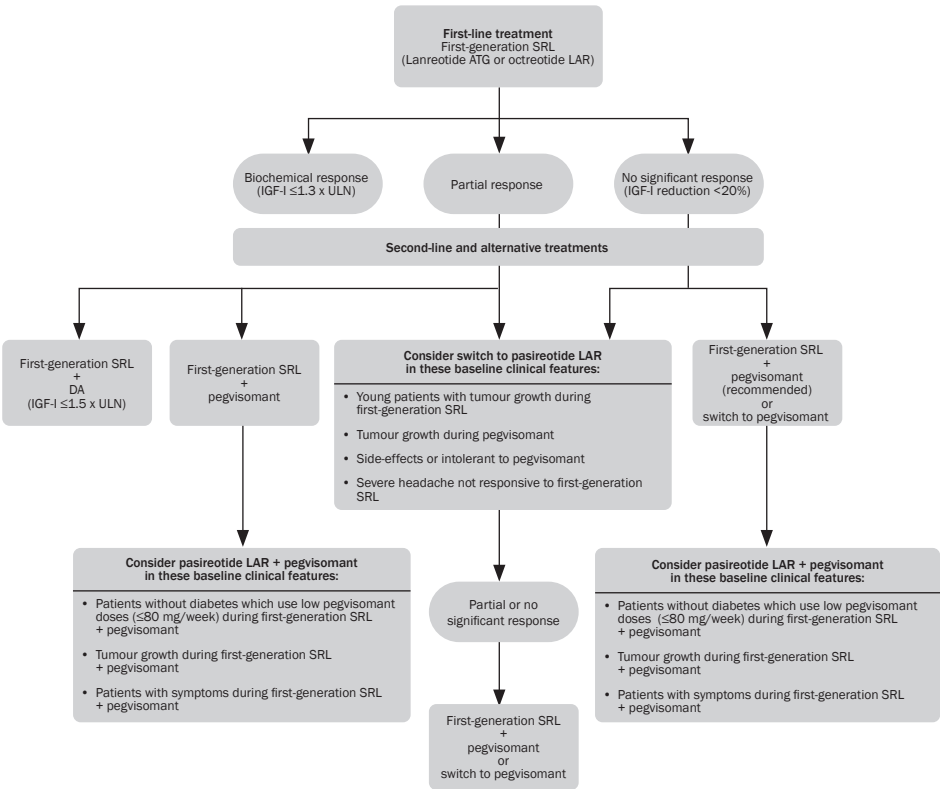 First-line treatment
First-generation SRL
(Lanreotide ATG or octreotide LAR)
Biochemical response
(IGF-I ≤1.3 x ULN)
Partial response
No significant response
(IGF-I reduction <20%)
Second-line and alternative treatments
First-generation SRL
+
DA
(IGF-I ≤1.5 x ULN)
First-generation SRL
+
pegvisomant
Consider switch to pasireotide LAR
in these baseline clinical features:
• Young patients with tumour growth during
first-generation SRL
• Tumour growth during pegvisomant
• Side-effects or intolerant to pegvisomant
• Severe headache not responsive to first-generation
SRL
First-generation SRL
+
pegvisomant
(recommended)
or
switch to pegvisomant
Consider pasireotide LAR + pegvisomant
in these baseline clinical features:
• Patients without diabetes which use low pegvisomant
doses (≤80 mg/week) during first-generation SRL
+ pegvisomant
• Tumour growth during first-generation SRL
+ pegvisomant
• Patients with symptoms during first-generation SRL
+ pegvisomant
Partial or no
significant response
First-generation SRL
+
pegvisomant
or
switch to pegvisomant
Consider pasireotide LAR + pegvisomant
in these baseline clinical features:
• Patients without diabetes which use low pegvisomant
doses (≤80 mg/week) during first-generation SRL
+ pegvisomant
• Tumour growth during first-generation SRL
+ pegvisomant
• Patients with symptoms during first-generation SRL
+ pegvisomant